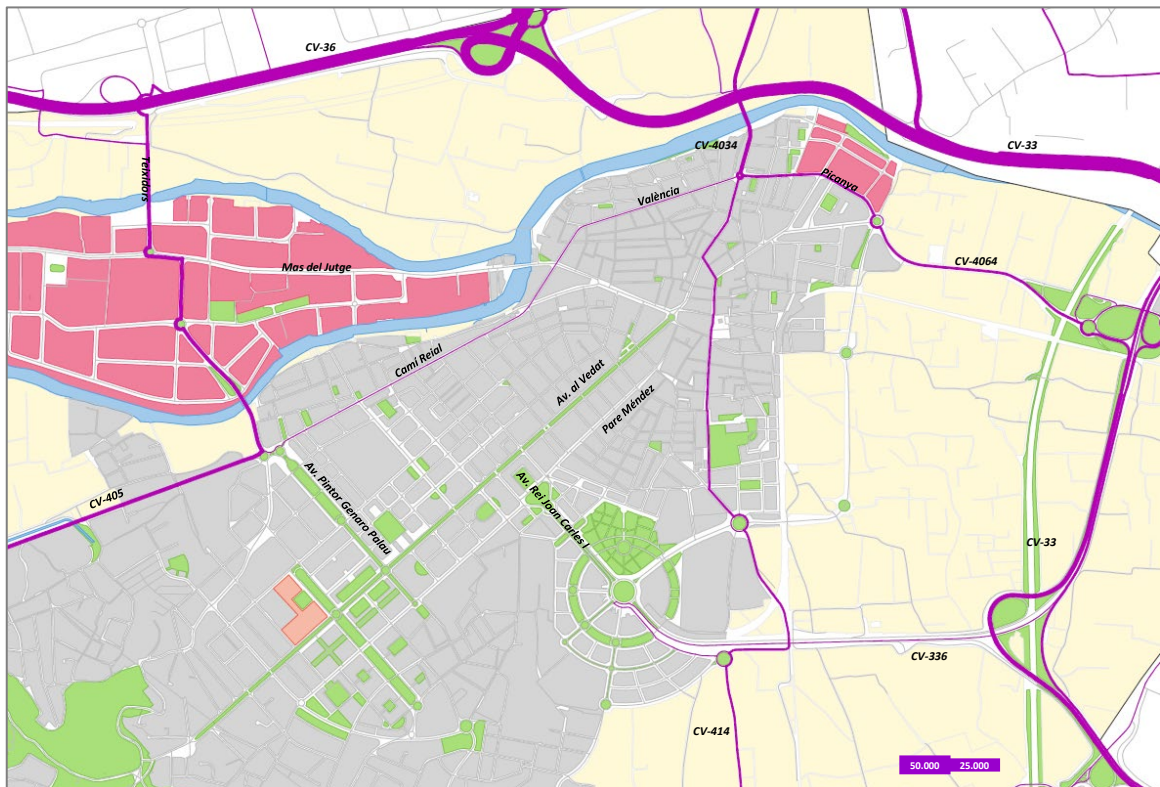 CV-36
CV-4034
CV-33
Teixidors
Picanya
València
Mas del Jutge
CV-4064
Camí Reial
Av. al Vedat
Pare Méndez
CV-405
Av. Pintor Genaro Palau
Av. Rei Joan Carles I
CV-33
CV-336
CV-414
50.000 25.000